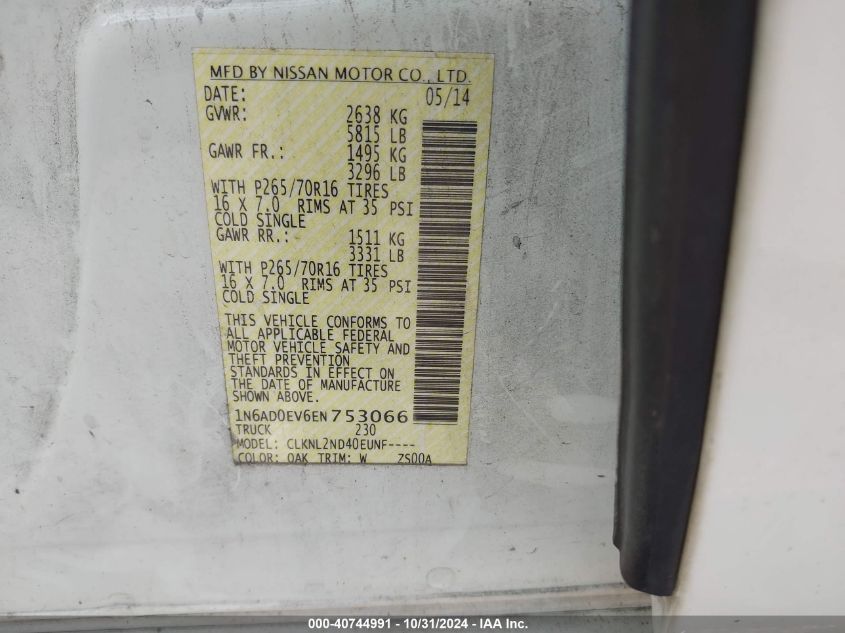 MFD BY NISSAN MOTOR CO., LTD.
DATE: 05/14
GVWR: 2638 KG
5815 LB
GAWR FR.: 1495 KG
3296 LB
WITH P265/70R16 TIRES
16 X 7.0 RIMS AT 35 PSI
COLD SINGLE
GAWR RR.: 1511 KG
3331 LB
WITH P265/70R16 TIRES
16 X 7.0 RIMS AT 35 PSI
COLD SINGLE
THIS VEHICLE CONFORMS TO
ALL APPLICABLE FEDERAL
MOTOR VEHICLE SAFETY AND
THEFT PREVENTION
STANDARDS IN EFFECT ON
THE DATE OF MANUFACTURE
SHOWN ABOVE.
1N6AD0EV6EN753066
TRUCK 230
MODEL: CLKNL2ND40EUNF----
COLOR: QAK TRIM: W ZS00A
000-40744991 - 10/31/2024 - IAA Inc.